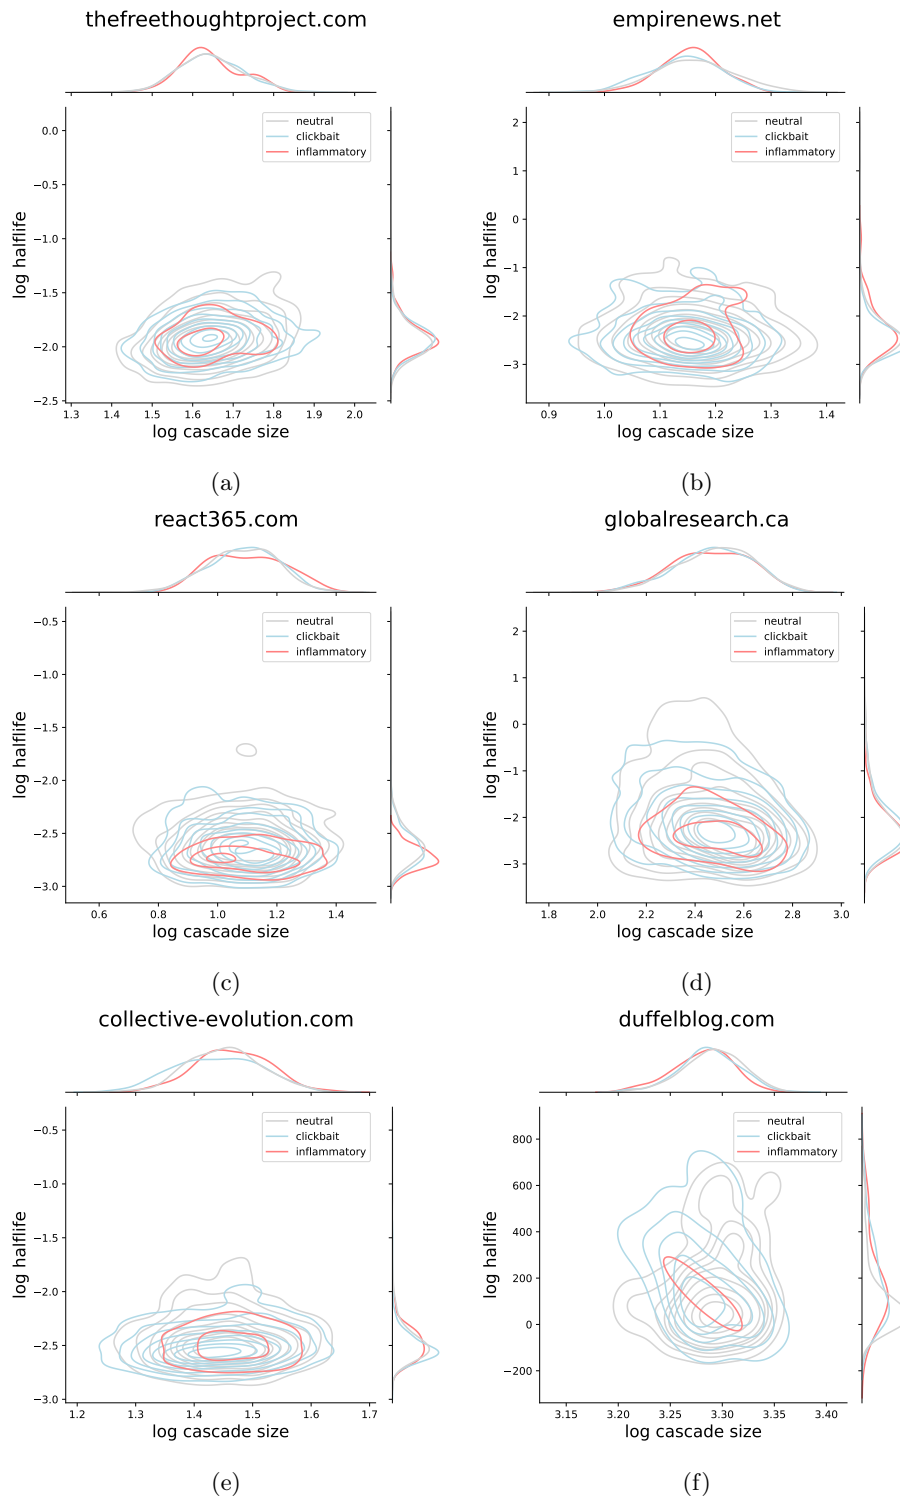 thefreethoughtproject.com
neutral
clickbait
inflammatory
0.0
−0.5
−1.0
−1.5
−2.0
−2.5
log halflife
1.3 1.4 1.5 1.6 1.7 1.8 1.9 2.0
log cascade size
(a)
empirenews.net
neutral
clickbait
inflammatory
2
1
0
−1
−2
−3
log halflife
0.9 1.0 1.1 1.2 1.3 1.4
log cascade size
(b)
react365.com
neutral
clickbait
inflammatory
−0.5
−1.0
−1.5
−2.0
−2.5
−3.0
log halflife
0.6 0.8 1.0 1.2 1.4
log cascade size
(c)
globalresearch.ca
neutral
clickbait
inflammatory
2
1
0
−1
−2
−3
log halflife
1.8 2.0 2.2 2.4 2.6 2.8 3.0
log cascade size
(d)
collective-evolution.com
neutral
clickbait
inflammatory
−0.5
−1.0
−1.5
−2.0
−2.5
−3.0
log halflife
1.2 1.3 1.4 1.5 1.6 1.7
log cascade size
(e)
duffelblog.com
neutral
clickbait
inflammatory
800
600
400
200
0
−200
log halflife
3.15 3.20 3.25 3.30 3.35 3.40
log cascade size
(f)